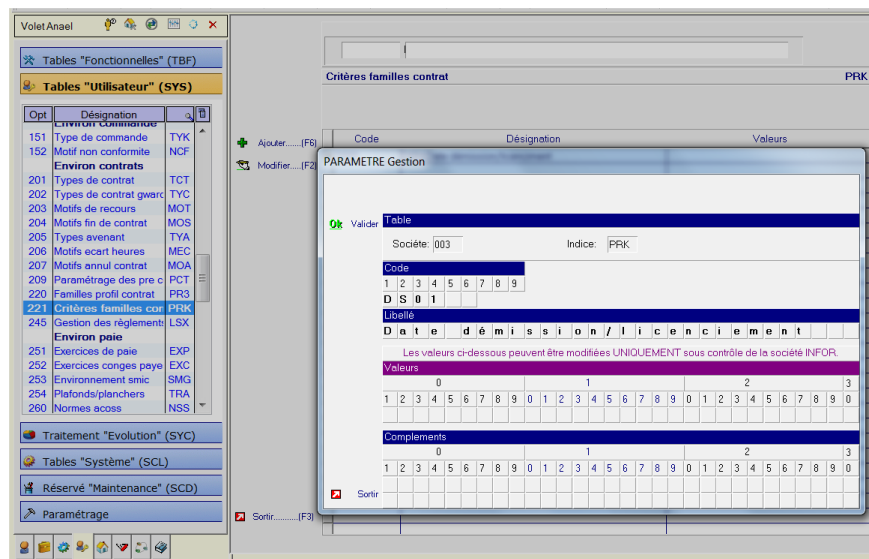 Volet Anael
Tables "Fonctionnelles" (TBF)
Tables "Utilisateur" (SYS)
Opt Désignation
Environ commande
151 Type de commande TYK
152 Motif non conformite NCF
Environ contrats
201 Types de contrat TCT
202 Types de contrat gwarc TYC
203 Motifs de recours MOT
204 Motifs fin de contrat MOS
205 Types avenant TYA
206 Motifs ecart heures MEC
207 Motifs annul contrat MOA
209 Paramétrage des pre c PCT
220 Familles profil contrat PR3
221 Critères familles con PRK
245 Gestion des règlements LSX
Environ paie
251 Exercices de paie EXP
252 Exercices conges paye EXC
253 Environnement smic SMG
254 Plafonds/planchers TRA
260 Normes acoss NSS
Traitement "Evolution" (SYC)
Tables "Système" (SCL)
Réservé "Maintenance" (SCD)
Paramétrage
Critères familles contrat PRK
Ajouter......(F6)
Modifier.....(F2)
Sortir.........(F3)
Code Désignation Valeurs
PARAMETRE Gestion
Ok Valider
Table
Sociéte: 003 Indice: PRK
Code
1 2 3 4 5 6 7 8 9
D S 0 1
Libellé
Date démission/licenciement
Les valeurs ci-dessous peuvent être modifiées UNIQUEMENT sous contrôle de la société INFOR.
Valeurs
0 1 2 3
1 2 3 4 5 6 7 8 9 0 1 2 3 4 5 6 7 8 9 0 1 2 3 4 5 6 7 8 9 0
Complements
0 1 2 3
1 2 3 4 5 6 7 8 9 0 1 2 3 4 5 6 7 8 9 0 1 2 3 4 5 6 7 8 9 0
Sortir